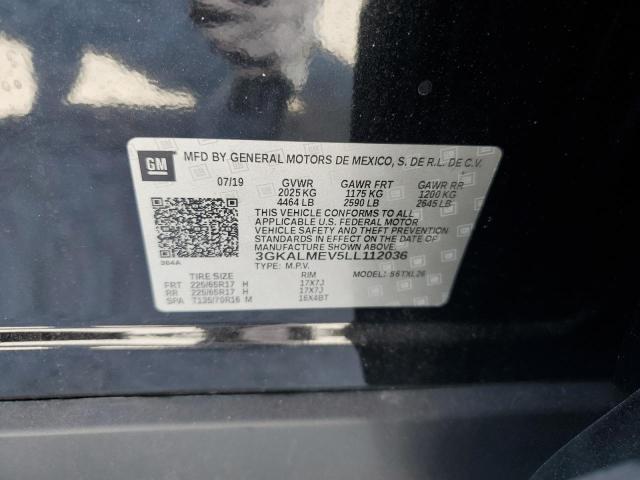 GM MFD BY GENERAL MOTORS DE MEXICO, S. DE R.L. DE C.V.
07/19 GVWR GAWR FRT GAWR RR
2025 KG 1175 KG 1200 KG
4464 LB 2590 LB 2645 LB
THIS VEHICLE CONFORMS TO ALL
APPLICABLE U.S. FEDERAL MOTOR
VEHICLE SAFETY AND THEFT PREVENTION
STANDARDS IN EFFECT ON THE DATE OF
MANUFACTURE SHOWN ABOVE.
3GKALMEV5LL112036
TYPE: M.P.V. MODEL: S6TXL26
TIRE SIZE RIM
FRT 225/65R17 H 17X7J
RR 225/65R17 H 17X7J
SPA T135/70R16 M 16X4BT